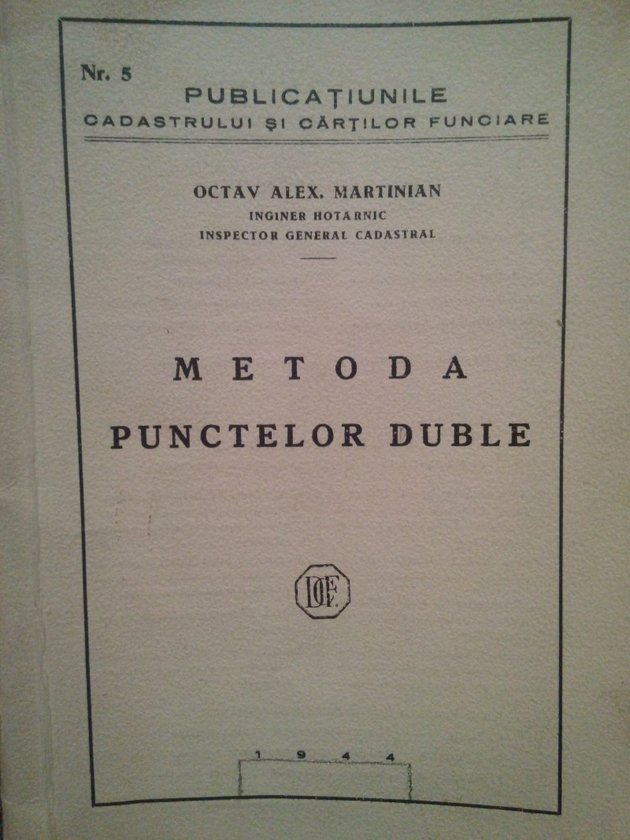 Nr. 5
PUBLICAȚIUNILE
CADASTRULUI ȘI CĂRȚILOR FUNCIARE
OCTAV ALEX. MARTINIAN
INGINER HOTARNIC
INSPECTOR GENERAL CADASTRAL
METODA
PUNCTELOR DUBLE
1944